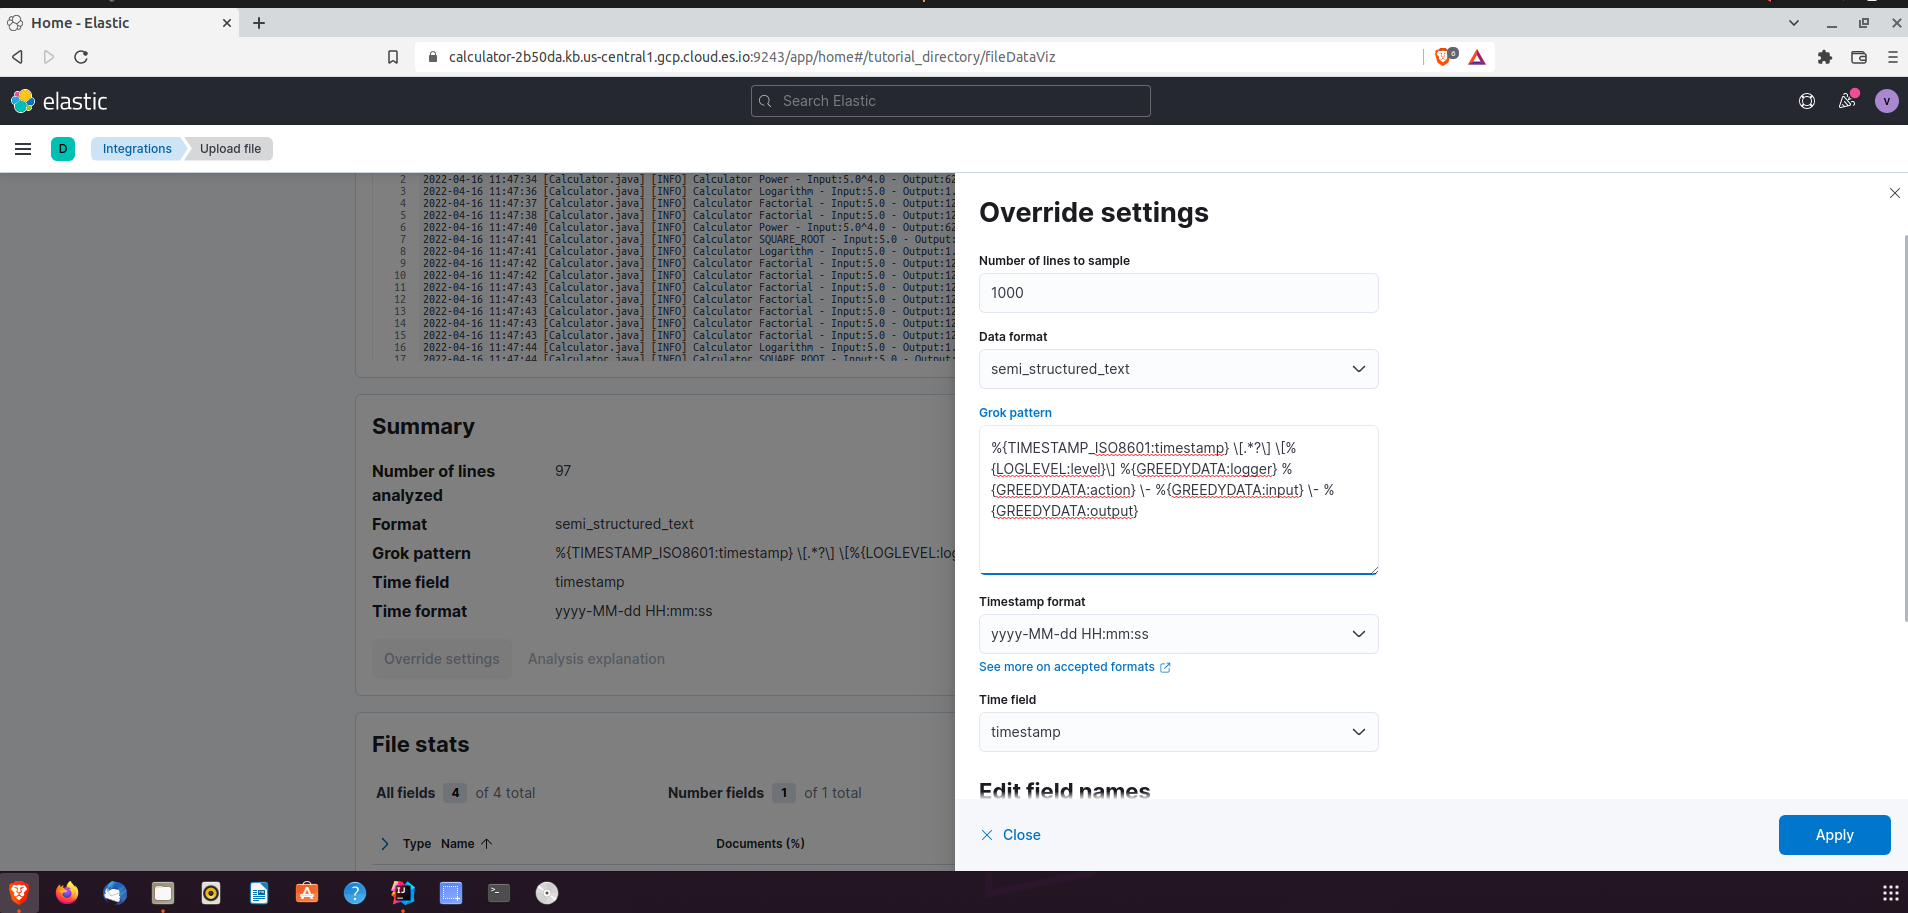 Home - Elastic
calculator-2b50da.kb.us-central1.gcp.cloud.es.io:9243/app/home#/tutorial_directory/fileDataViz
6
elastic
Search Elastic
v
D
Integrations
Upload file
2 2022-04-16 11:47:34 [Calculator.java] [INFO] Calculator Power - Input:5.0^4.0 - Output:62
3 2022-04-16 11:47:36 [Calculator.java] [INFO] Calculator Logarithm - Input:5.0 - Output:1.
4 2022-04-16 11:47:37 [Calculator.java] [INFO] Calculator Factorial - Input:5.0 - Output:12
5 2022-04-16 11:47:38 [Calculator.java] [INFO] Calculator Factorial - Input:5.0 - Output:12
6 2022-04-16 11:47:40 [Calculator.java] [INFO] Calculator Power - Input:5.0^4.0 - Output:62
7 2022-04-16 11:47:41 [Calculator.java] [INFO] Calculator SQUARE_ROOT - Input:5.0 - Output:
8 2022-04-16 11:47:41 [Calculator.java] [INFO] Calculator Logarithm - Input:5.0 - Output:1.
9 2022-04-16 11:47:42 [Calculator.java] [INFO] Calculator Factorial - Input:5.0 - Output:12
10 2022-04-16 11:47:42 [Calculator.java] [INFO] Calculator Factorial - Input:5.0 - Output:12
11 2022-04-16 11:47:43 [Calculator.java] [INFO] Calculator Factorial - Input:5.0 - Output:12
12 2022-04-16 11:47:43 [Calculator.java] [INFO] Calculator Factorial - Input:5.0 - Output:12
13 2022-04-16 11:47:43 [Calculator.java] [INFO] Calculator Factorial - Input:5.0 - Output:12
14 2022-04-16 11:47:43 [Calculator.java] [INFO] Calculator Factorial - Input:5.0 - Output:12
15 2022-04-16 11:47:43 [Calculator.java] [INFO] Calculator Factorial - Input:5.0 - Output:12
16 2022-04-16 11:47:44 [Calculator.java] [INFO] Calculator Logarithm - Input:5.0 - Output:1.
17 2022-04-16 11:47:44 [Calculator.java] [INFO] Calculator SQUARE_ROOT - Input:5.0 - Output:
Summary
Number of lines analyzed 97
Format semi_structured_text
Grok pattern %{TIMESTAMP_ISO8601:timestamp} \[.*?\] \[%{LOGLEVEL:log
Time field timestamp
Time format yyyy-MM-dd HH:mm:ss
Override settings
Analysis explanation
File stats
All fields 4 of 4 total
Number fields 1 of 1 total
Type Name Documents (%)
Override settings
Number of lines to sample
1000
Data format
semi_structured_text
Grok pattern
%{TIMESTAMP_ISO8601:timestamp} \[.*?\] \[%
{LOGLEVEL:level}\] %{GREEDYDATA:logger} %
{GREEDYDATA:action} \- %{GREEDYDATA:input} \- %
{GREEDYDATA:output}
Timestamp format
yyyy-MM-dd HH:mm:ss
See more on accepted formats
Time field
timestamp
Edit field names
Close
Apply